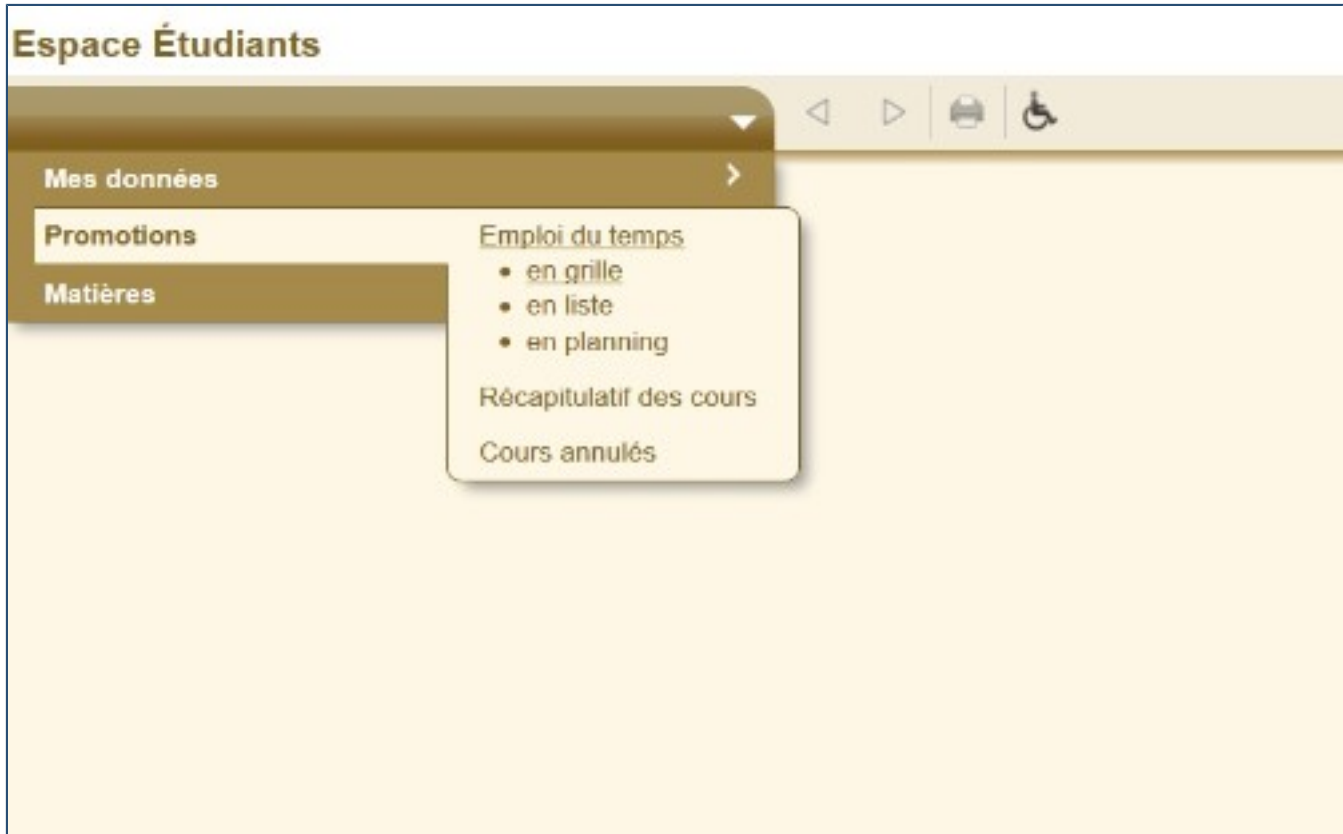 Espace Étudiants
Mes données
Promotions
Emploi du temps
• en grille
• en liste
• en planning
Matières
Récapitulatif des cours
Cours annulés